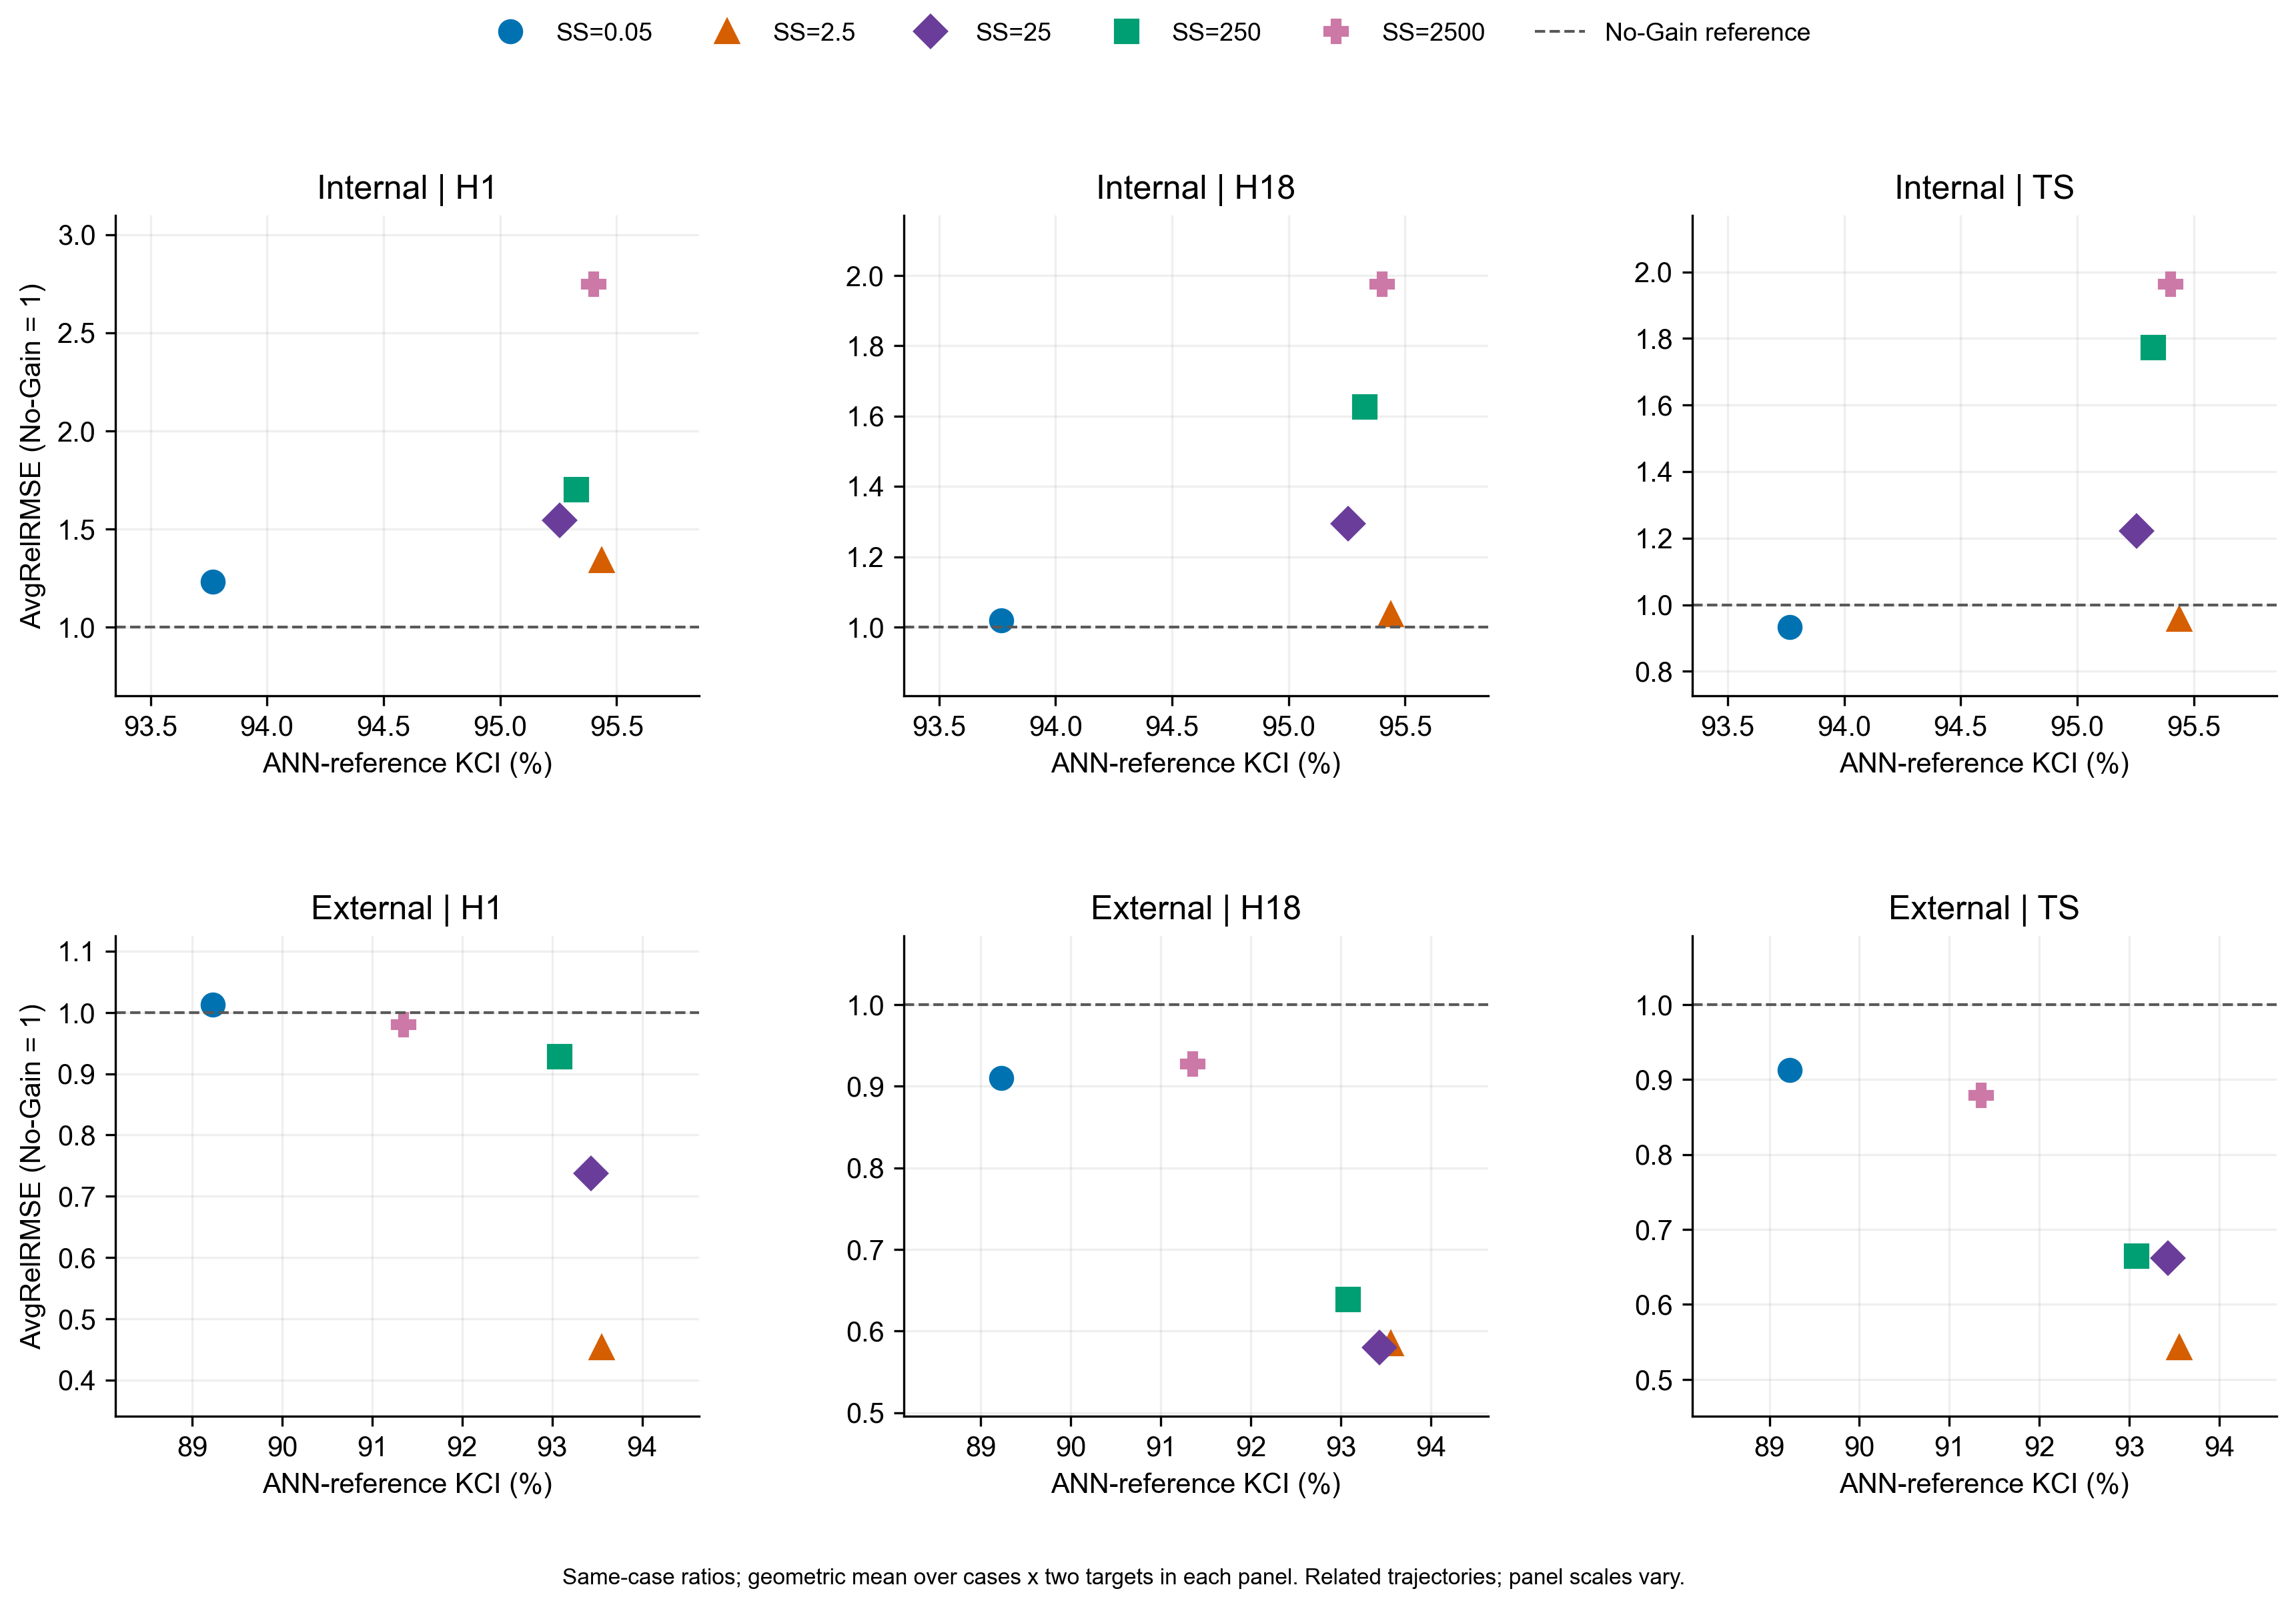 SS=0.05 SS=2.5 SS=25 SS=250 SS=2500 No-Gain reference
Internal | H1
AvgRelRMSE (No-Gain = 1)
3.0
2.5
2.0
1.5
1.0
93.5 94.0 94.5 95.0 95.5
ANN-reference KCI (%)
Internal | H18
2.0
1.8
1.6
1.4
1.2
1.0
93.5 94.0 94.5 95.0 95.5
ANN-reference KCI (%)
Internal | TS
2.0
1.8
1.6
1.4
1.2
1.0
0.8
93.5 94.0 94.5 95.0 95.5
ANN-reference KCI (%)
External | H1
AvgRelRMSE (No-Gain = 1)
1.1
1.0
0.9
0.8
0.7
0.6
0.5
0.4
89 90 91 92 93 94
ANN-reference KCI (%)
External | H18
1.0
0.9
0.8
0.7
0.6
0.5
89 90 91 92 93 94
ANN-reference KCI (%)
External | TS
1.0
0.9
0.8
0.7
0.6
0.5
89 90 91 92 93 94
ANN-reference KCI (%)
Same-case ratios; geometric mean over cases x two targets in each panel. Related trajectories; panel scales vary.